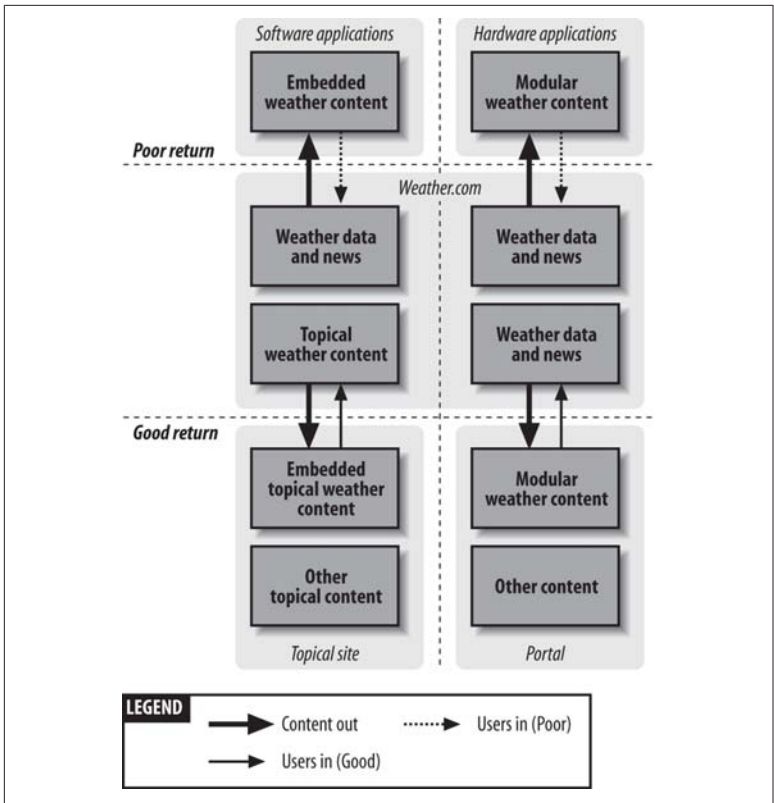 Software applications
Hardware applications
Embedded
weather content
Modular
weather content
Poor return
Weather.com
Weather data
and news
Weather data
and news
Topical
weather content
Weather data
and news
Good return
Embedded
topical weather
content
Modular
weather content
Other
topical content
Other content
Topical site
Portal
LEGEND
Content out
Users in (Poor)
Users in (Good)